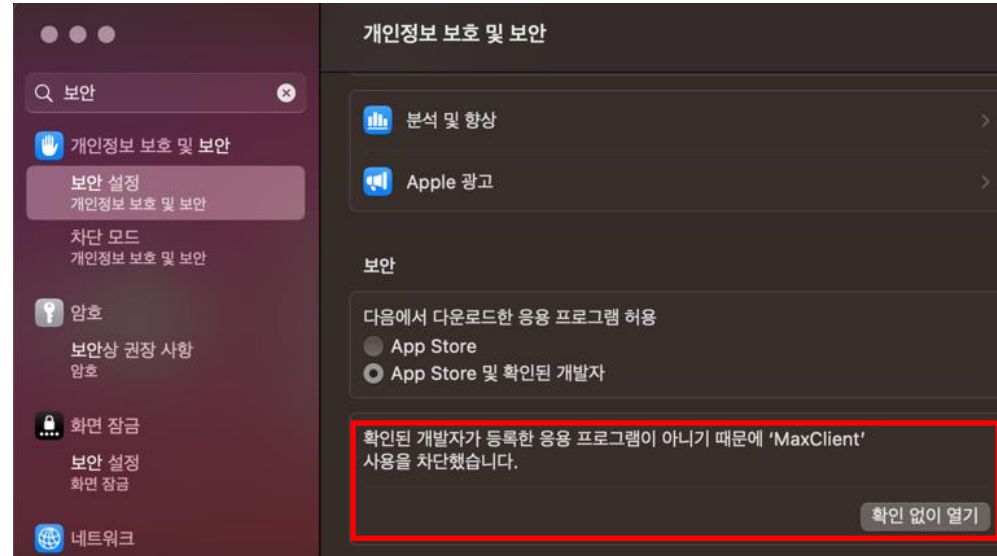 개인정보 보호 및 보안
보안
개인정보 보호 및 보안
보안 설정
개인정보 보호 및 보안
차단 모드
개인정보 보호 및 보안
암호
보안상 권장 사항
암호
화면 잠금
보안 설정
화면 잠금
네트워크
분석 및 향상
Apple 광고
보안
다음에서 다운로드한 응용 프로그램 허용
App Store
App Store 및 확인된 개발자
확인된 개발자가 등록한 응용 프로그램이 아니기 때문에 ‘MaxClient’
사용을 차단했습니다.
확인 없이 열기